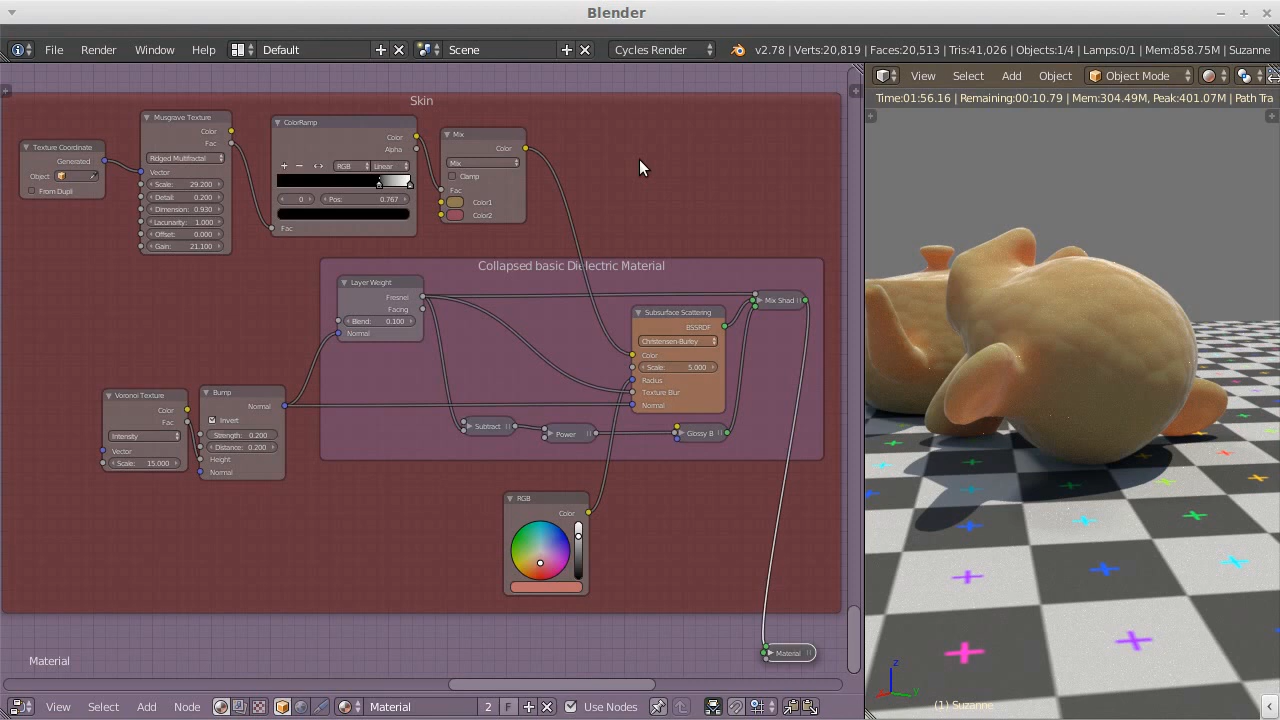 Blender
File Render Window Help Default Scene Cycles Render v2.78 | Verts:20,819 | Faces:20,513 | Tris:41,026 | Objects:1/4 | Lamps:0/1 | Mem:858.75M | Suzanne
View Select Add Object Object Mode
Time:01:56.16 | Remaining:00:10.79 | Mem:304.49M, Peak:401.07M | Path Tra
Skin
Texture Coordinate
Generated
Object:
From Dupli
Musgrave Texture
Color
Fac
Ridged Multifractal
Vector
Scale: 29.200
Detail: 0.200
Dimension: 0.930
Lacunarity: 1.000
Offset: 0.000
Gain: 21.100
ColorRamp
Color
Alpha
RGB Linear
0 Pos: 0.767
Fac
Mix
Color
Mix
Clamp
Fac
Color1
Color2
Collapsed basic Dielectric Material
Layer Weight
Fresnel
Facing
Blend: 0.100
Normal
Subsurface Scattering
BSSRDF
Christensen-Burley
Color
Scale: 5.000
Radius
Texture Blur
Normal
Mix Shad
Subtract
Power
Glossy B
Voronoi Texture
Color
Fac
Intensity
Vector
Scale: 15.000
Bump
Normal
Invert
Strength: 0.200
Distance: 0.200
Height
Normal
RGB
Color
Material
Material
z
y
(1) Suzanne
View Select Add Node Material 2 F Use Nodes